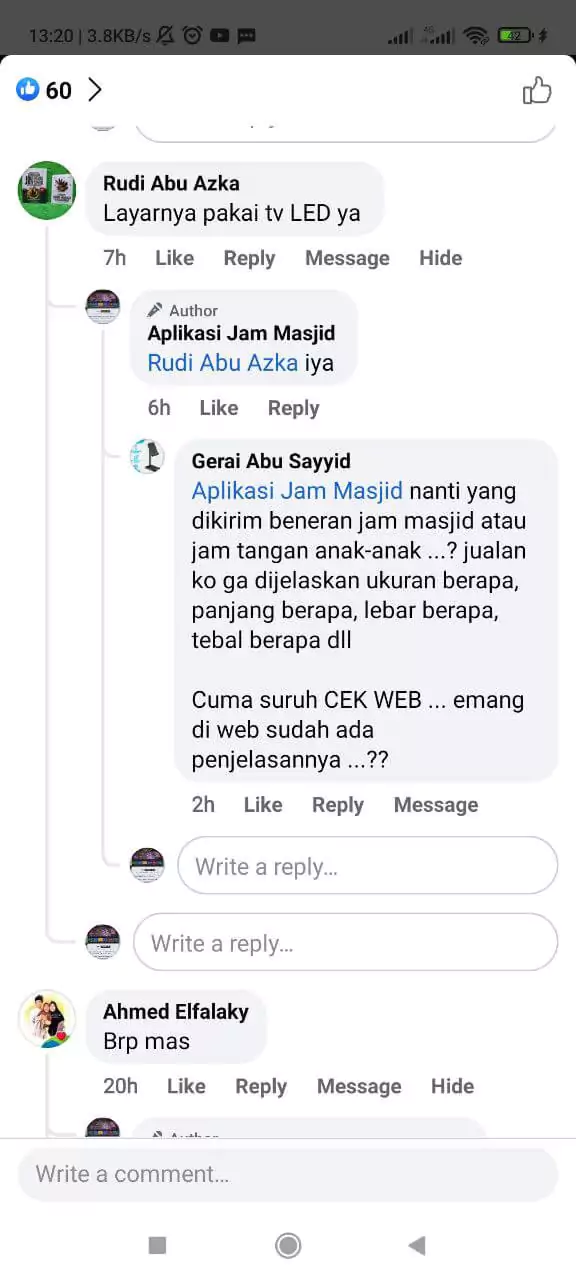 13:20 | 3.8KB/s
4G
42
60
Rudi Abu Azka
Layarnya pakai tv LED ya
7h Like Reply Message Hide
Author
Aplikasi Jam Masjid
Rudi Abu Azka iya
6h Like Reply
Gerai Abu Sayyid
Aplikasi Jam Masjid nanti yang
dikirim beneran jam masjid atau
jam tangan anak-anak ...? jualan
ko ga dijelaskan ukuran berapa,
panjang berapa, lebar berapa,
tebal berapa dll
Cuma suruh CEK WEB ... emang
di web sudah ada
penjelasannya ...??
2h Like Reply Message
Write a reply...
Write a reply...
Ahmed Elfalaky
Brp mas
20h Like Reply Message Hide
Author
Write a comment...